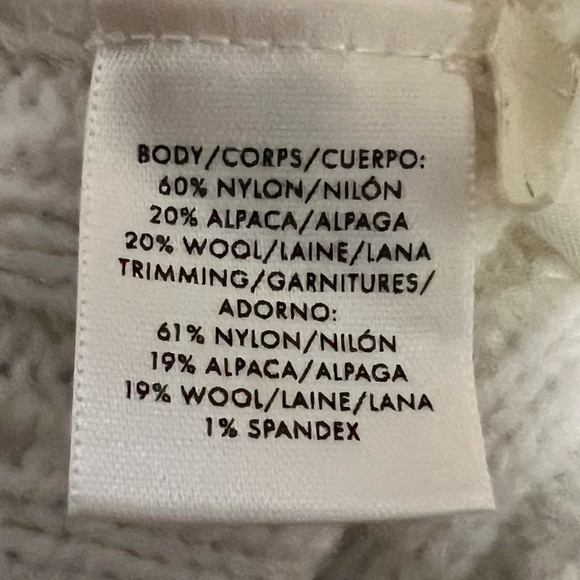 BODY/CORPS/CUERPO:
60% NYLON/NILÓN
20% ALPACA/ALPAGA
20% WOOL/LAINE/LANA
TRIMMING/GARNITURES/
ADORNO:
61% NYLON/NILÓN
19% ALPACA/ALPAGA
19% WOOL/LAINE/LANA
1% SPANDEX